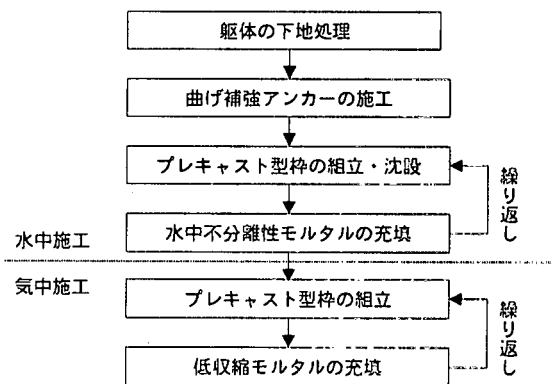 躯体の下地処理
曲げ補強アンカーの施工
プレキャスト型枠の組立・沈設
繰り返し
水中不分離性モルタルの充填
水中施工
気中施工
プレキャスト型枠の組立
繰り返し
低収縮モルタルの充填